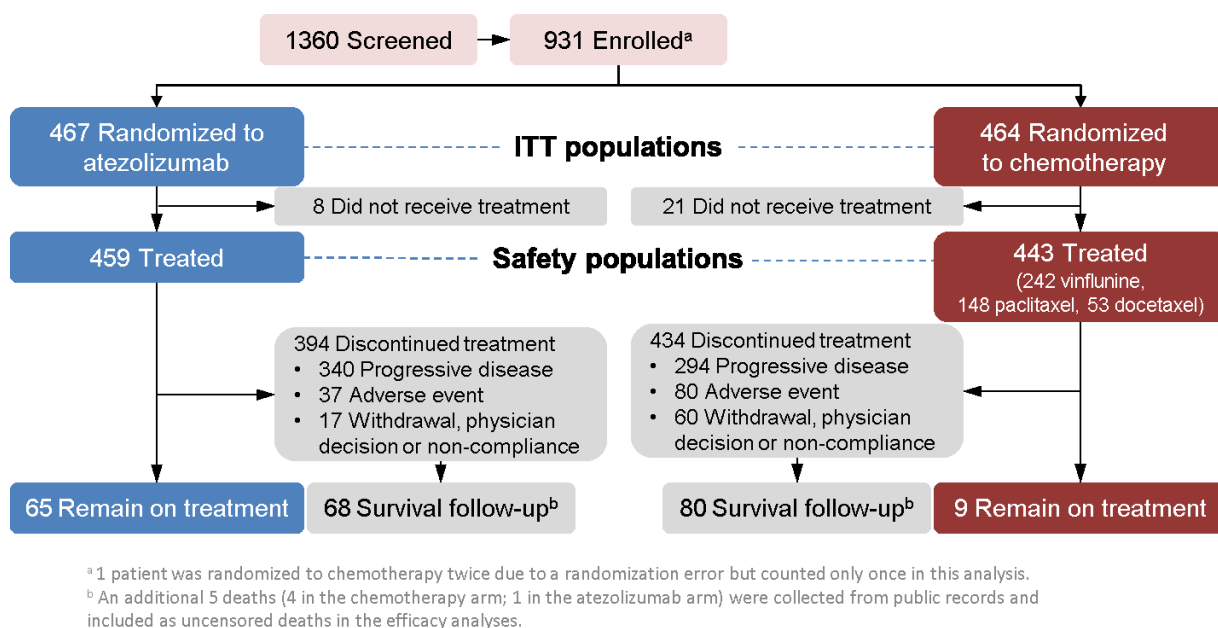 1360 Screened
931 Enrolledᵃ
467 Randomized to
atezolizumab
ITT populations
464 Randomized
to chemotherapy
8 Did not receive treatment
21 Did not receive treatment
459 Treated
Safety populations
443 Treated
(242 vinflunine,
148 paclitaxel, 53 docetaxel)
394 Discontinued treatment
• 340 Progressive disease
• 37 Adverse event
• 17 Withdrawal, physician
decision or non-compliance
434 Discontinued treatment
• 294 Progressive disease
• 80 Adverse event
• 60 Withdrawal, physician
decision or non-compliance
65 Remain on treatment
68 Survival follow-upᵇ
80 Survival follow-upᵇ
9 Remain on treatment
ᵃ 1 patient was randomized to chemotherapy twice due to a randomization error but counted only once in this analysis.
ᵇ An additional 5 deaths (4 in the chemotherapy arm; 1 in the atezolizumab arm) were collected from public records and
included as uncensored deaths in the efficacy analyses.